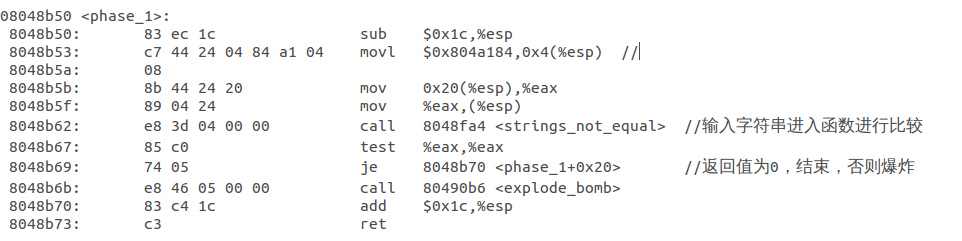 08048b50 <phase_1>:
8048b50: 83 ec 1c sub $0x1c,%esp
8048b53: c7 44 24 04 84 a1 04 movl $0x804a184,0x4(%esp) //
8048b5a: 08
8048b5b: 8b 44 24 20 mov 0x20(%esp),%eax
8048b5f: 89 04 24 mov %eax,(%esp)
8048b62: e8 3d 04 00 00 call 8048fa4 <strings_not_equal> //输入字符串进入函数进行比较
8048b67: 85 c0 test %eax,%eax
8048b69: 74 05 je 8048b70 <phase_1+0x20> //返回值为0，结束，否则爆炸
8048b6b: e8 46 05 00 00 call 80490b6 <explode_bomb>
8048b70: 83 c4 1c add $0x1c,%esp
8048b73: c3 ret